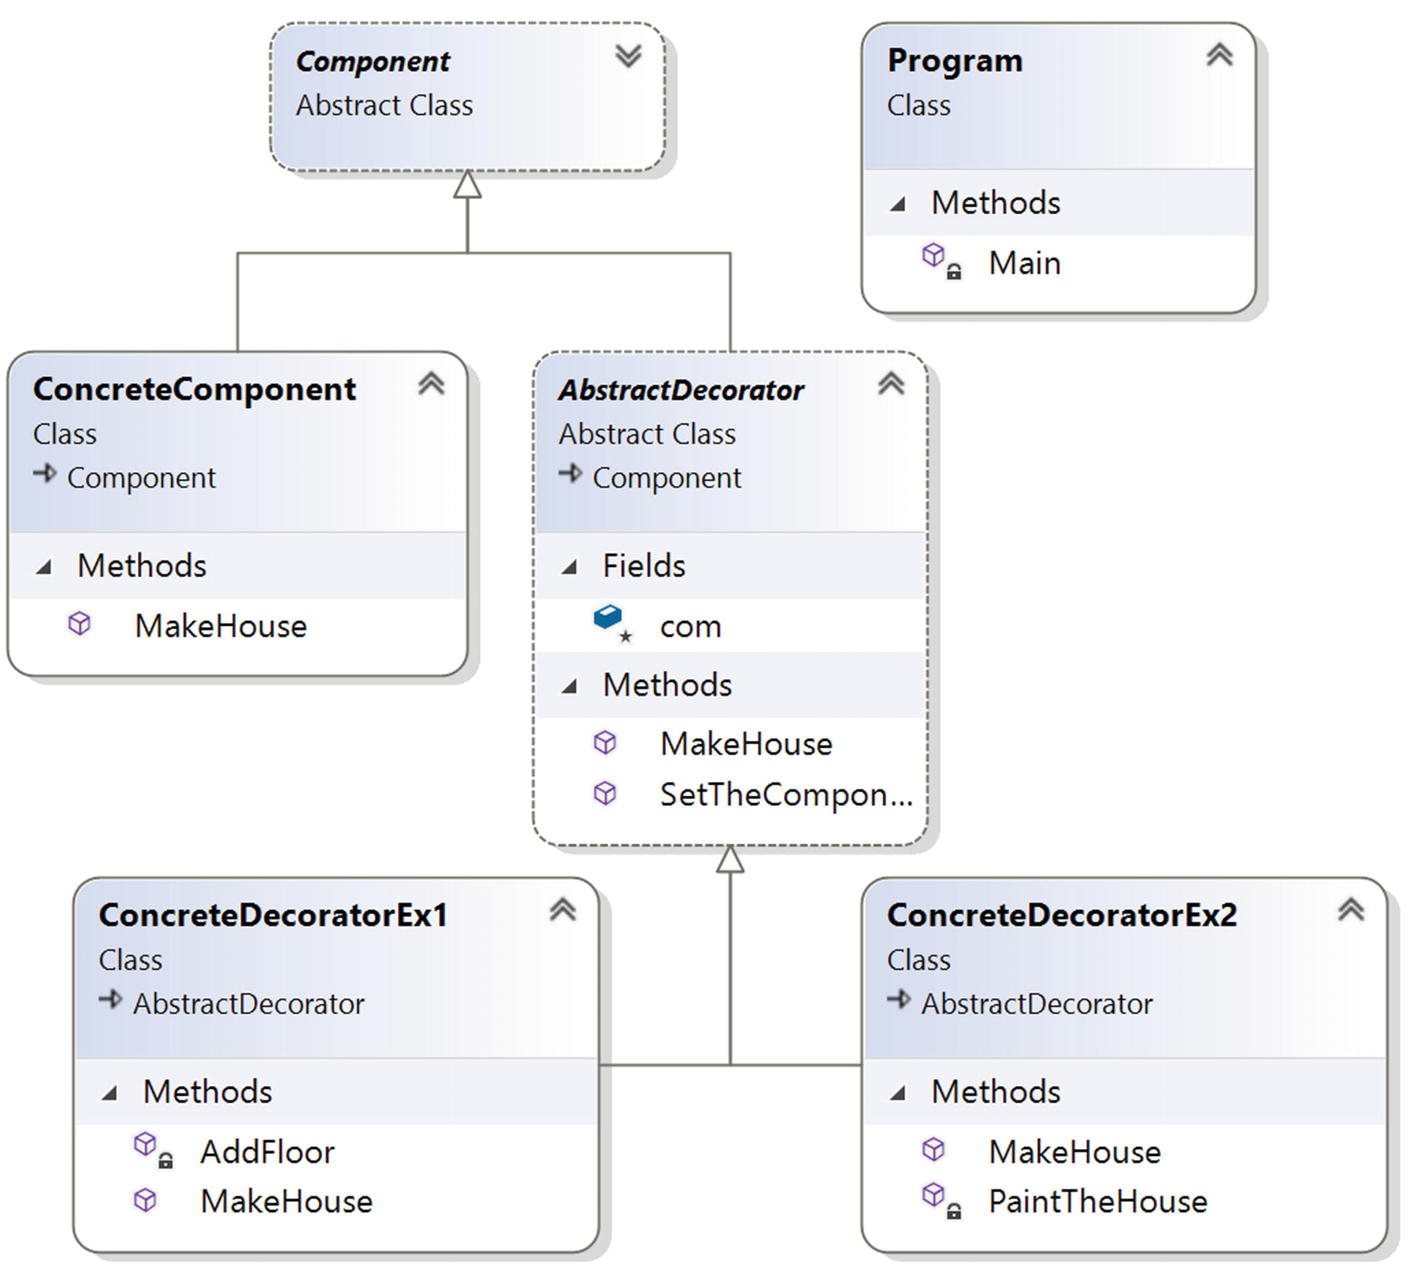 Component
Abstract Class
Program
Class
Methods
Main
ConcreteComponent
Class
Component
Methods
MakeHouse
AbstractDecorator
Abstract Class
Component
Fields
com
Methods
MakeHouse
SetTheCompon...
ConcreteDecoratorEx1
Class
AbstractDecorator
Methods
AddFloor
MakeHouse
ConcreteDecoratorEx2
Class
AbstractDecorator
Methods
MakeHouse
PaintTheHouse